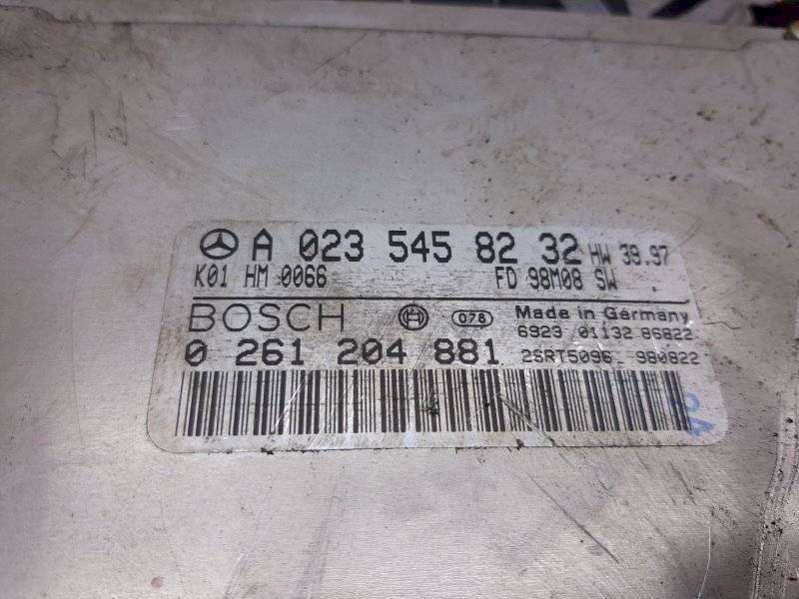 A 023 545 82 32 HW 39.97
K01 HM 0066 FD 98M08 SW
BOSCH 078 Made in Germany
6923 01132 86822
0 261 204 881 2SRT5096 980822